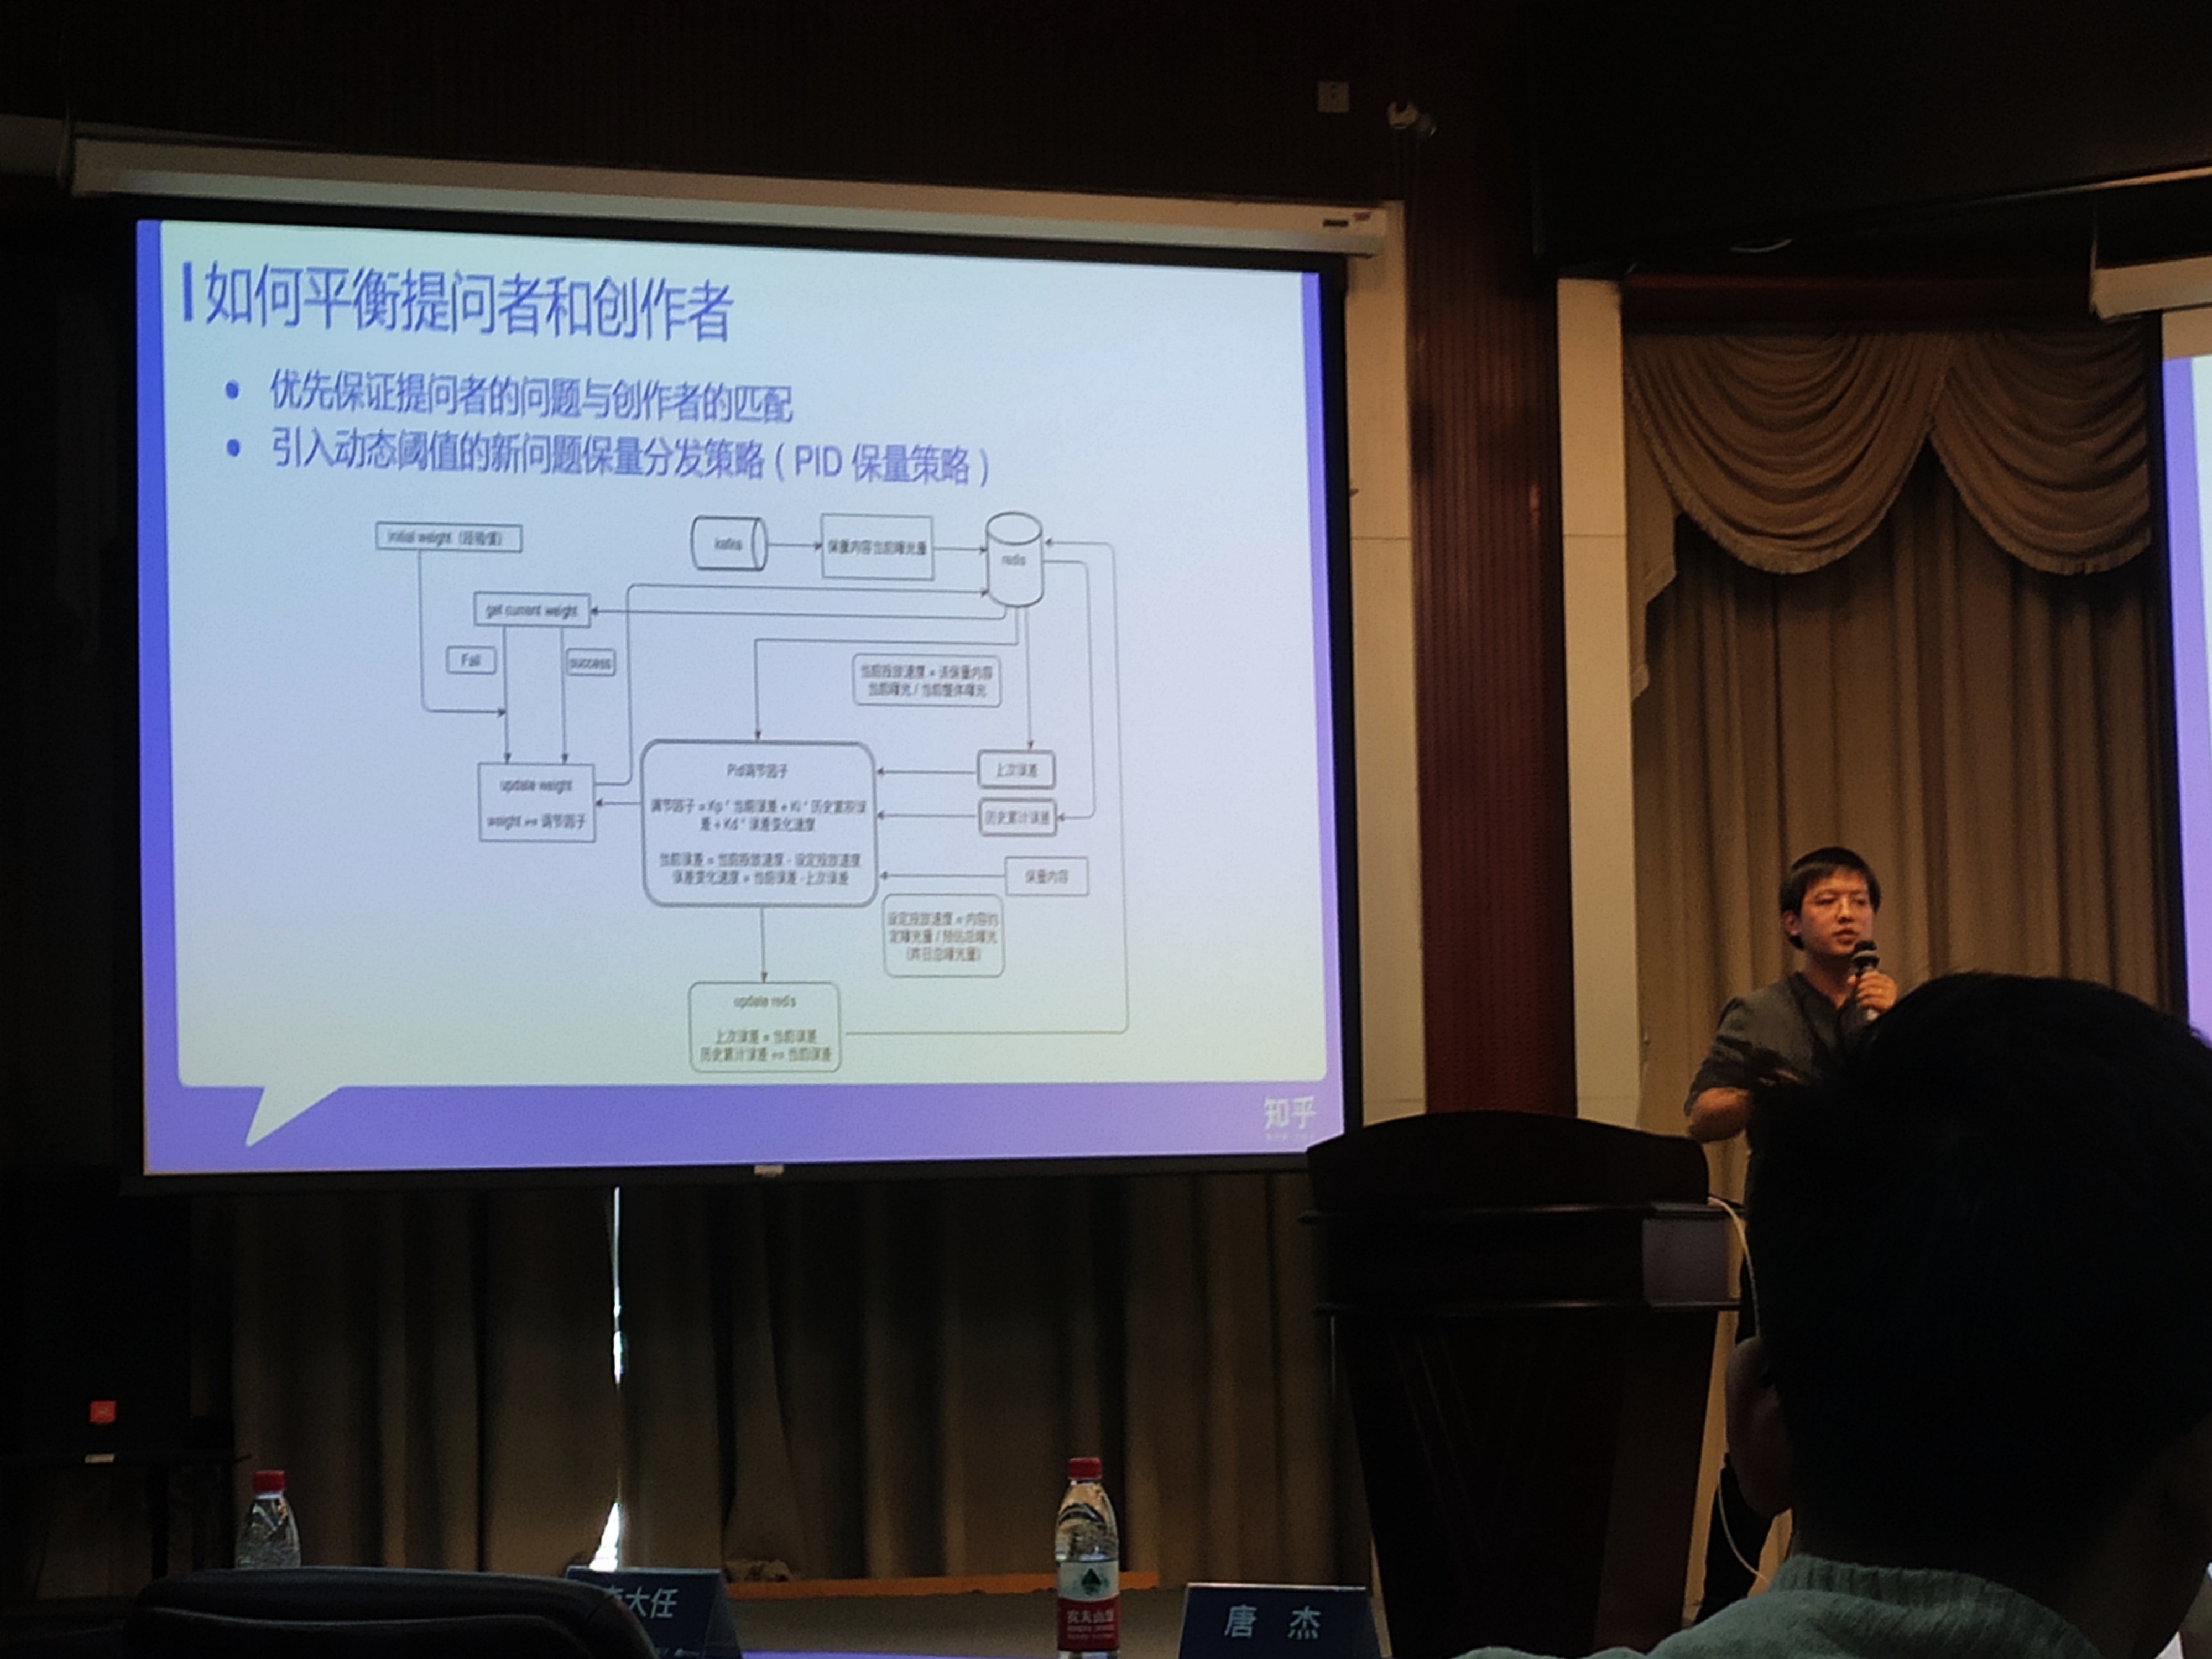 如何平衡提问者和创作者
• 优先保证提问者的问题与创作者的匹配
• 引入动态阈值的新问题保量分发策略（PID 保量策略）
initial weight（经验值）
kafka
保量内容当前曝光量
redis
get current weight
Fail
success
当前投放速度 = 该保量内容
当前曝光 / 当前整体曝光
上次误差
历史累计误差
保量内容
Pid调节因子
调节因子 = Kp * 当前误差 + Ki * 历史累积误
差 + Kd * 误差变化速度
当前误差 = 当前投放速度 - 设定投放速度
误差变化速度 = 当前误差 - 上次误差
update weight
weight += 调节因子
设定投放速度 = 内容约
定曝光量 / 预估总曝光
（昨日总曝光量）
update redis
上次误差 = 当前误差
历史累计误差 += 当前误差
知乎
大任
唐 杰
农夫山泉